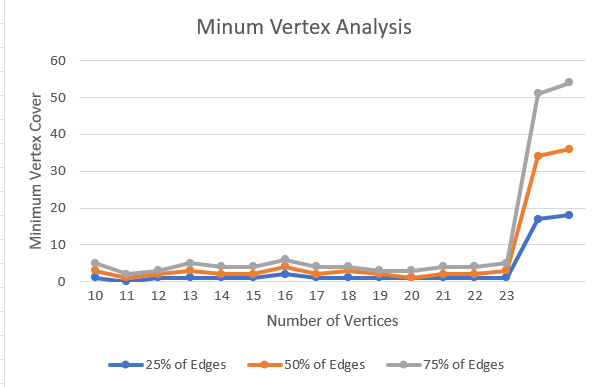 Minum Vertex Analysis
60
50
40
30
20
10
0
Minimum Vertex Cover
10 11 12 13 14 15 16 17 18 19 20 21 22 23
Number of Vertices
25% of Edges 50% of Edges 75% of Edges